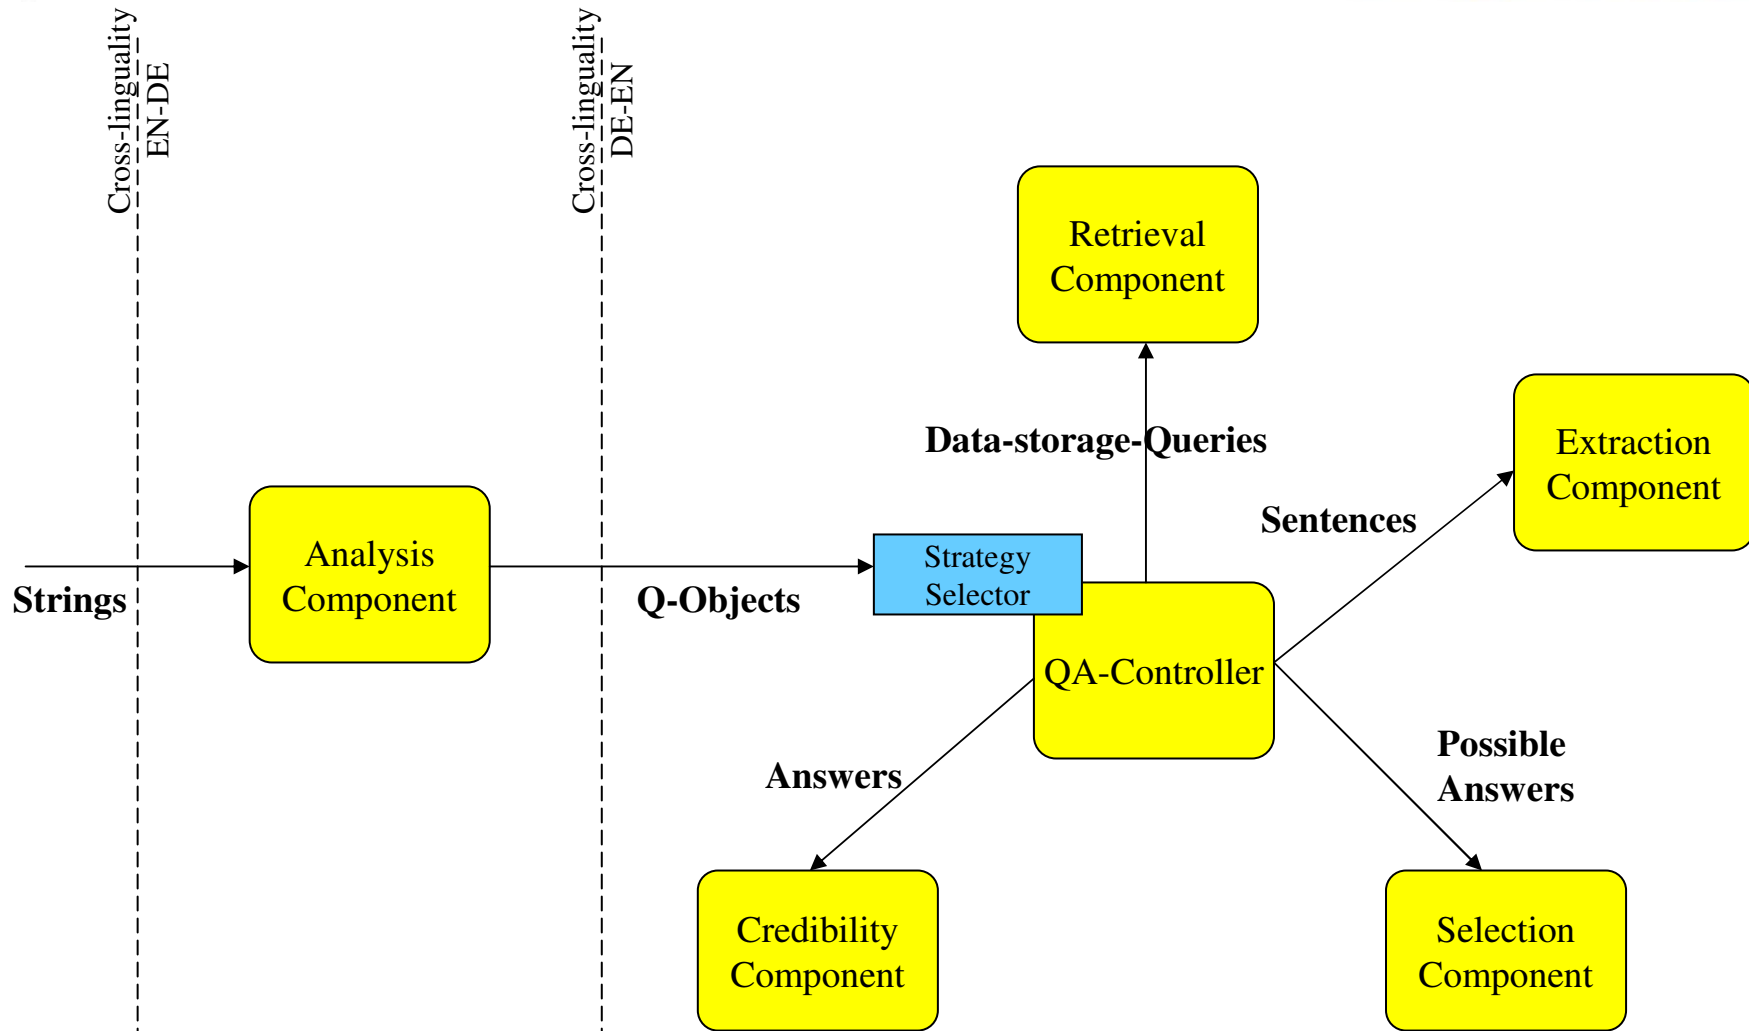 Cross-linguality
EN-DE
Cross-linguality
DE-EN
Retrieval
Component
Data-storage-Queries
Extraction
Component
Sentences
Analysis
Component
Strategy
Selector
Strings
Q-Objects
QA-Controller
Possible
Answers
Answers
Credibility
Component
Selection
Component